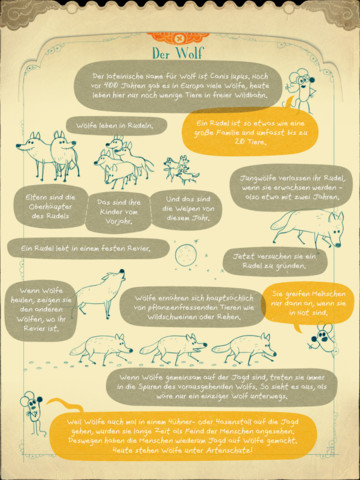 Der Wolf
Der lateinische Name für Wolf ist Canis lupus. Noch
vor 400 Jahren gab es in Europa viele Wölfe, heute
leben hier nur noch wenige Tiere in freier Wildbahn.
Wölfe leben in Rudeln.
Ein Rudel ist so etwas wie eine
große Familie und umfasst bis zu
20 Tiere.
Eltern sind die
Oberhäupter
des Rudels
Das sind ihre
Kinder vom
Vorjahr.
Und das sind
die Welpen von
diesem Jahr.
Jungwölfe verlassen ihr Rudel,
wenn sie erwachsen werden –
also etwa mit zwei Jahren.
Ein Rudel lebt in einem festen Revier.
Jetzt versuchen sie ein
Rudel zu gründen.
Wenn Wölfe
heulen, zeigen sie
den anderen
Wölfen, wo ihr
Revier ist.
Wölfe ernähren sich hauptsächlich
von pflanzenfressenden Tieren wie
Wildschweinen oder Rehen.
Sie greifen Menschen
nur dann an, wenn sie
in Not sind.
Wenn Wölfe gemeinsam auf der Jagd sind, treten sie immer
in die Spuren des vorausgehenden Wolfs. So sieht es aus, als
wäre nur ein einziger Wolf unterwegs.
Weil Wölfe auch mal in einem Hühner- oder Hasenstall auf die Jagd
gehen, wurden sie lange Zeit als Feind der Menschen angesehen.
Deswegen haben die Menschen wiederum Jagd auf Wölfe gemacht.
Heute stehen Wölfe unter Artenschutz!